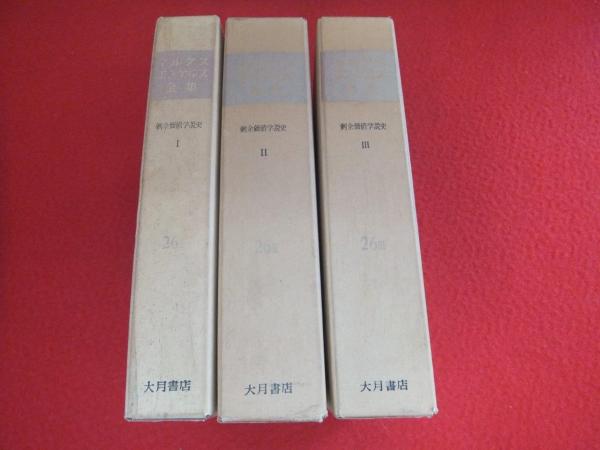 マルクス
エンゲルス
全集
剰余価値学説史
I
26
大月書店
剰余価値学説史
II
26II
大月書店
剰余価値学説史
III
26III
大月書店